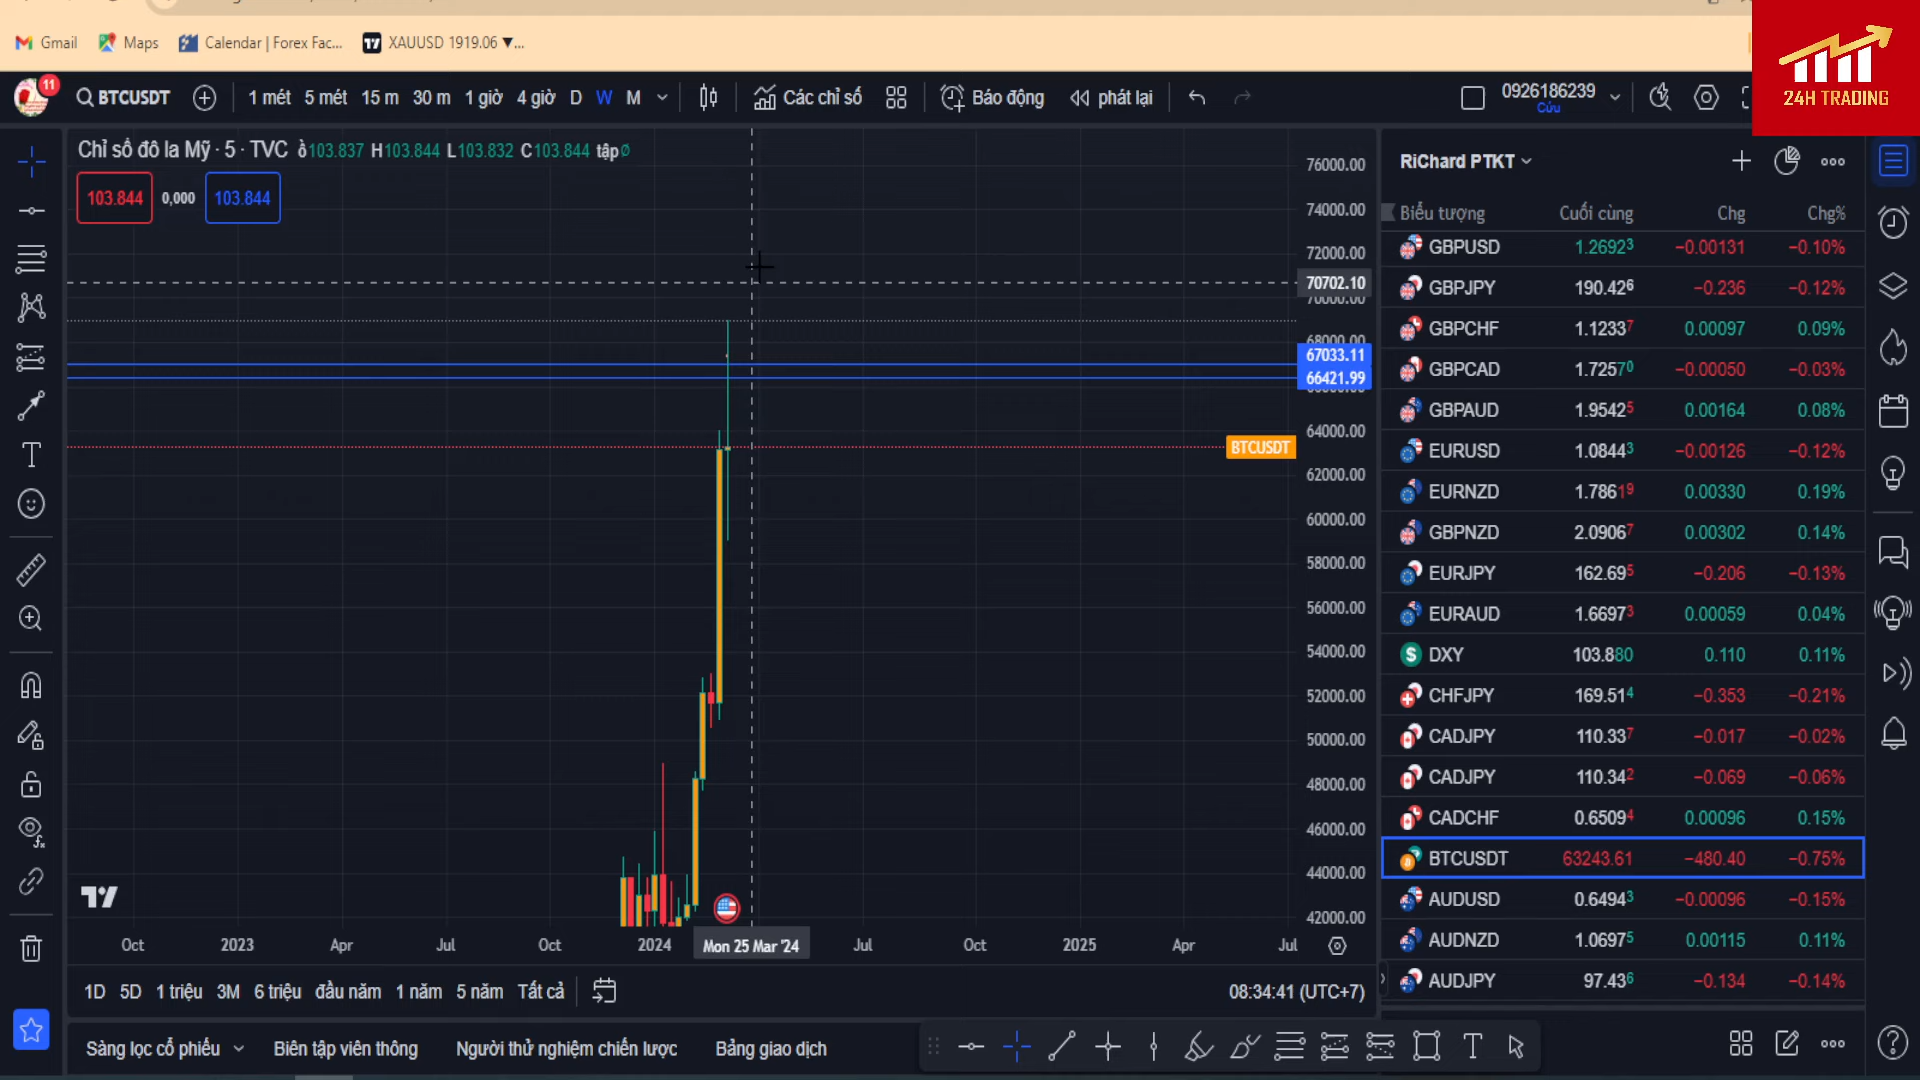 Gmail
Maps
Calendar | Forex Fac...
XAUUSD 1919.06 ▼...
24H TRADING
11
BTCUSDT
1 mét 5 mét 15 m 30 m 1 giờ 4 giờ D W M
Các chỉ số
Báo động
phát lại
0926186239
Cứu
Chỉ số đô la Mỹ · 5 · TVC ồ103.837 H103.844 L103.832 C103.844 tập∅
103.844 0,000 103.844
76000.00
74000.00
72000.00
70702.10
70000.00
68000.00
67033.11
66421.99
64000.00
BTCUSDT
62000.00
60000.00
58000.00
56000.00
54000.00
52000.00
50000.00
48000.00
46000.00
44000.00
42000.00
Oct 2023 Apr Jul Oct 2024 Mon 25 Mar '24 Jul Oct 2025 Apr Jul
1D 5D 1 triệu 3M 6 triệu đầu năm 1 năm 5 năm Tất cả
08:34:41 (UTC+7)
Sàng lọc cổ phiếu
Biên tập viên thông
Người thử nghiệm chiến lược
Bảng giao dịch
RiChard PTKT
Biểu tượng Cuối cùng Chg Chg%
GBPUSD 1.26923 −0.00131 −0.10%
GBPJPY 190.426 −0.236 −0.12%
GBPCHF 1.12337 0.00097 0.09%
GBPCAD 1.72570 −0.00050 −0.03%
GBPAUD 1.95425 0.00164 0.08%
EURUSD 1.08443 −0.00126 −0.12%
EURNZD 1.78619 0.00330 0.19%
GBPNZD 2.09067 0.00302 0.14%
EURJPY 162.695 −0.206 −0.13%
EURAUD 1.66973 0.00059 0.04%
DXY 103.880 0.110 0.11%
CHFJPY 169.514 −0.353 −0.21%
CADJPY 110.337 −0.017 −0.02%
CADJPY 110.342 −0.069 −0.06%
CADCHF 0.65094 0.00096 0.15%
BTCUSDT 63243.61 −480.40 −0.75%
AUDUSD 0.64943 −0.00096 −0.15%
AUDNZD 1.06975 0.00115 0.11%
AUDJPY 97.436 −0.134 −0.14%